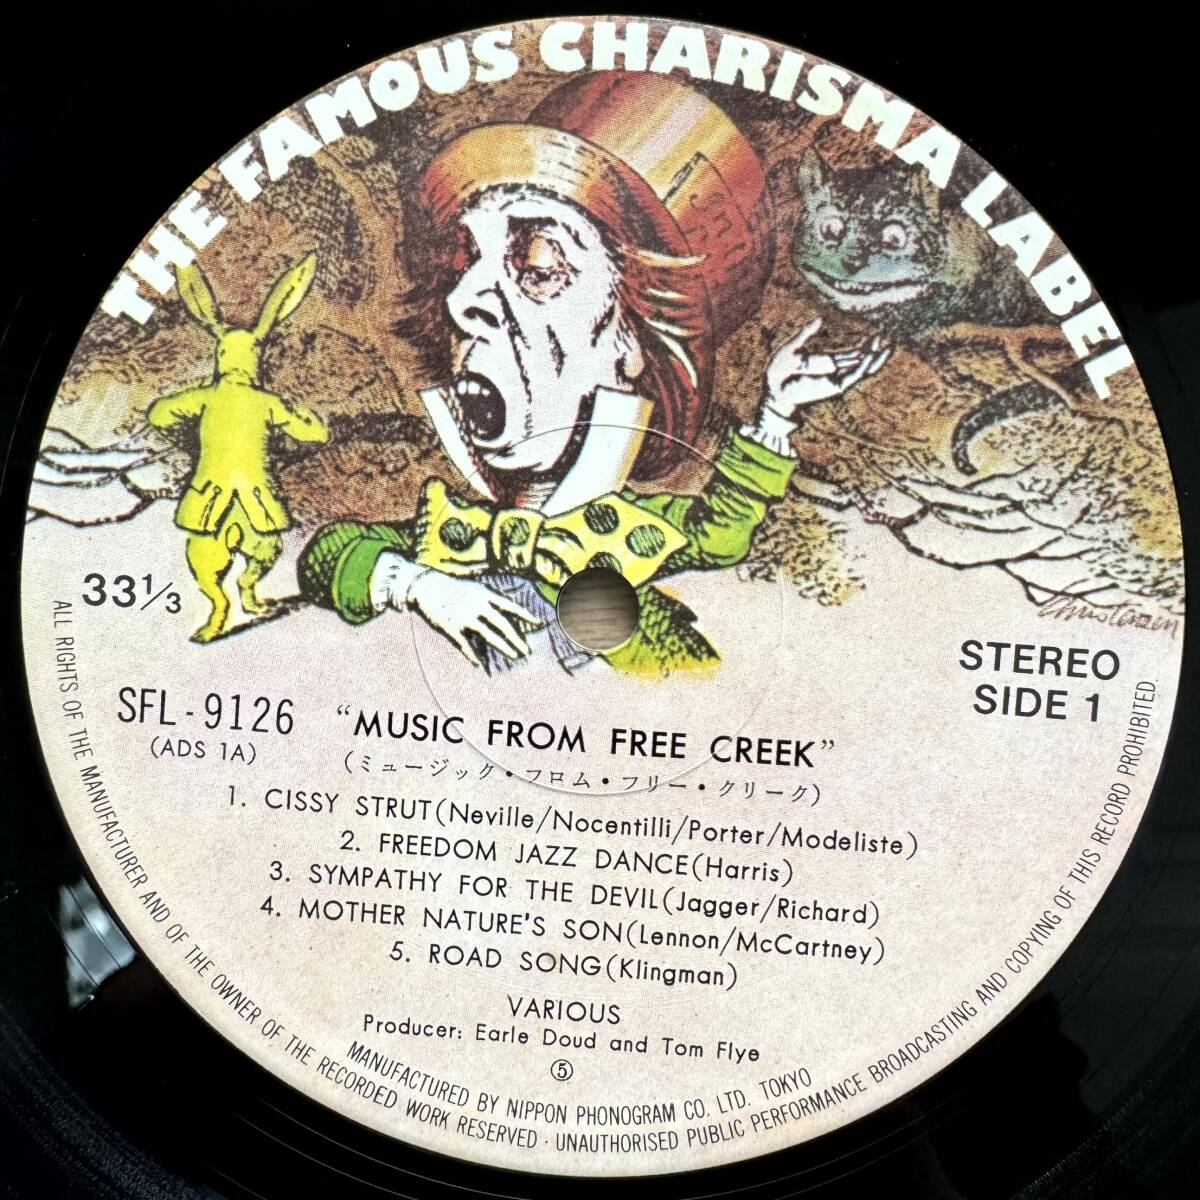 THE FAMOUS CHARISMA LABEL
33⅓
STEREO
SIDE 1
SFL-9126
(ADS 1A)
"MUSIC FROM FREE CREEK"
(ミュージック・フロム・フリー・クリーク)
1. CISSY STRUT(Neville/Nocentilli/Porter/Modeliste)
2. FREEDOM JAZZ DANCE(Harris)
3. SYMPATHY FOR THE DEVIL(Jagger/Richard)
4. MOTHER NATURE'S SON(Lennon/McCartney)
5. ROAD SONG(Klingman)
VARIOUS
Producer: Earle Doud and Tom Flye
⑤
MANUFACTURED BY NIPPON PHONOGRAM CO. LTD. TOKYO
ALL RIGHTS OF THE MANUFACTURER AND OF THE OWNER OF THE RECORDED WORK RESERVED · UNAUTHORISED PUBLIC PERFORMANCE BROADCASTING AND COPYING OF THIS RECORD PROHIBITED.